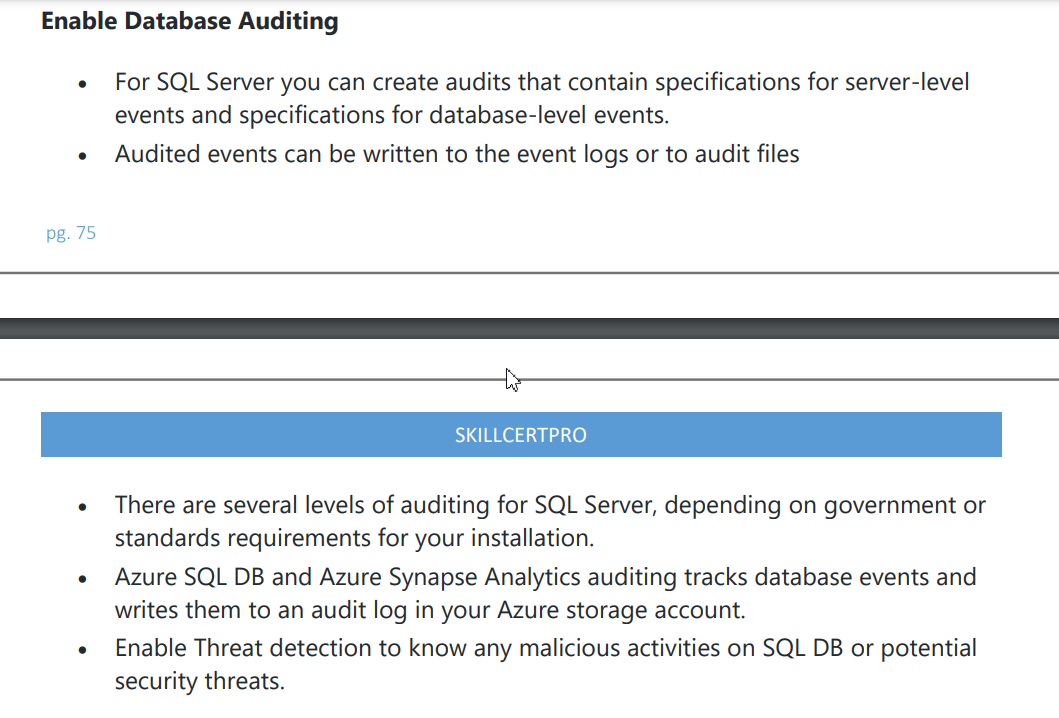 Enable Database Auditing
• For SQL Server you can create audits that contain specifications for server-level
events and specifications for database-level events.
• Audited events can be written to the event logs or to audit files
pg. 75
SKILLCERTPRO
• There are several levels of auditing for SQL Server, depending on government or
standards requirements for your installation.
• Azure SQL DB and Azure Synapse Analytics auditing tracks database events and
writes them to an audit log in your Azure storage account.
• Enable Threat detection to know any malicious activities on SQL DB or potential
security threats.